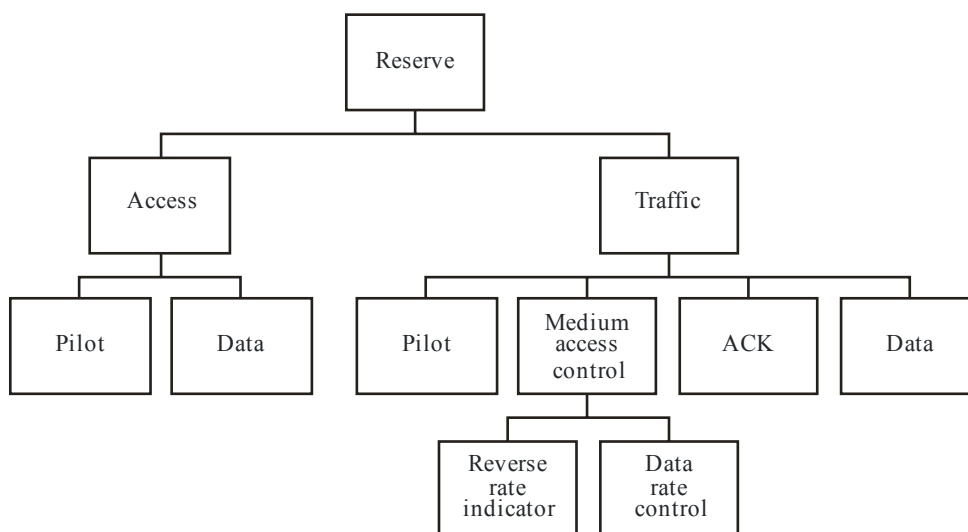 Reserve
Access
Traffic
Pilot
Data
Pilot
Medium
access
control
ACK
Data
Reverse
rate
indicator
Data
rate
control